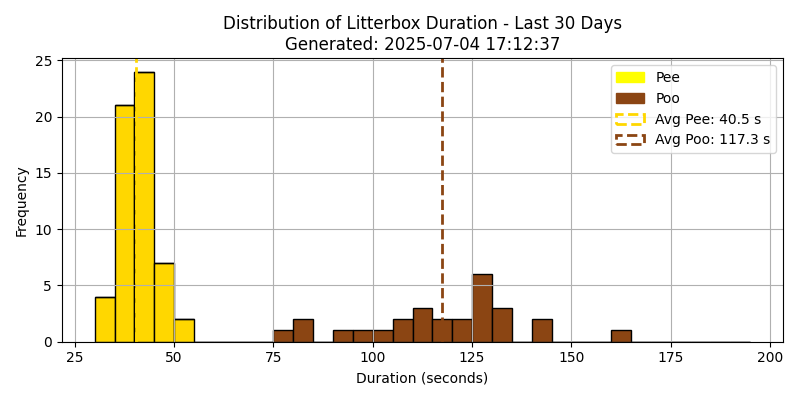 Distribution of Litterbox Duration - Last 30 Days
Generated: 2025-07-04 17:12:37
Frequency
25
20
15
10
5
0
Pee
Poo
Avg Pee: 40.5 s
Avg Poo: 117.3 s
25 50 75 100 125 150 175 200
Duration (seconds)